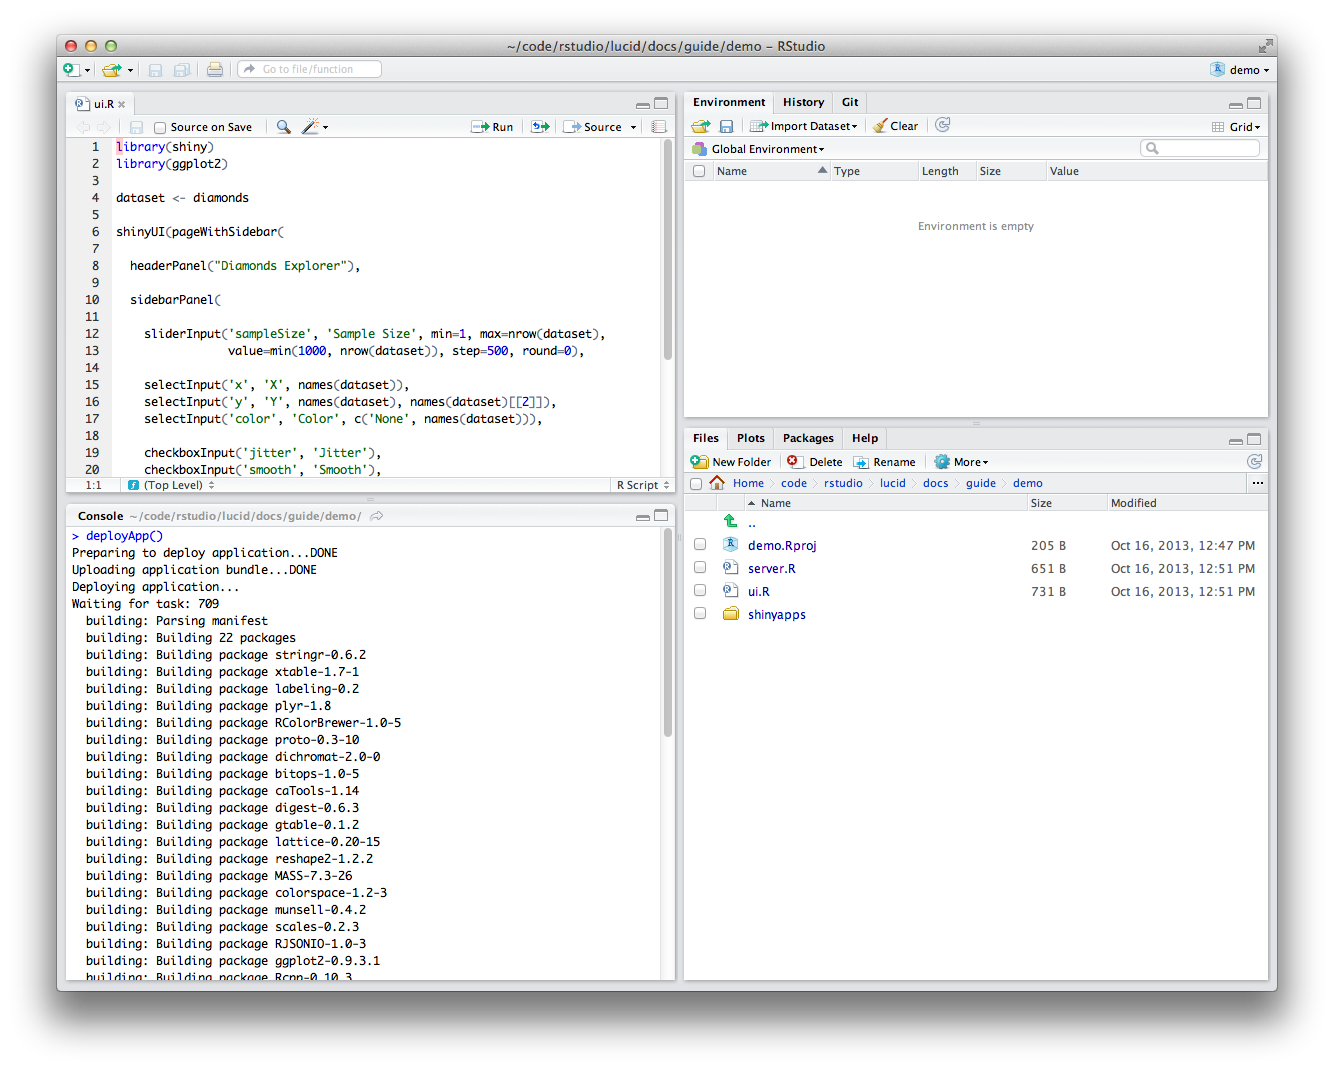 ~/code/rstudio/lucid/docs/guide/demo – RStudio
Go to file/function
demo
ui.R
Source on Save
Run
Source
1 library(shiny)
2 library(ggplot2)
3
4 dataset <- diamonds
5
6 shinyUI(pageWithSidebar(
7
8 headerPanel("Diamonds Explorer"),
9
10 sidebarPanel(
11
12 sliderInput('sampleSize', 'Sample Size', min=1, max=nrow(dataset),
13 value=min(1000, nrow(dataset)), step=500, round=0),
14
15 selectInput('x', 'X', names(dataset)),
16 selectInput('y', 'Y', names(dataset), names(dataset)[[2]]),
17 selectInput('color', 'Color', c('None', names(dataset))),
18
19 checkboxInput('jitter', 'Jitter'),
20 checkboxInput('smooth', 'Smooth'),
1:1 (Top Level) R Script
Console ~/code/rstudio/lucid/docs/guide/demo/
> deployApp()
Preparing to deploy application...DONE
Uploading application bundle...DONE
Deploying application...
Waiting for task: 709
building: Parsing manifest
building: Building 22 packages
building: Building package stringr-0.6.2
building: Building package xtable-1.7-1
building: Building package labeling-0.2
building: Building package plyr-1.8
building: Building package RColorBrewer-1.0-5
building: Building package proto-0.3-10
building: Building package dichromat-2.0-0
building: Building package bitops-1.0-5
building: Building package caTools-1.14
building: Building package digest-0.6.3
building: Building package gtable-0.1.2
building: Building package lattice-0.20-15
building: Building package reshape2-1.2.2
building: Building package MASS-7.3-26
building: Building package colorspace-1.2-3
building: Building package munsell-0.4.2
building: Building package scales-0.2.3
building: Building package RJSONIO-1.0-3
building: Building package ggplot2-0.9.3.1
building: Building package Rcpp-0.10.3
Environment History Git
Import Dataset Clear Grid
Global Environment
Name Type Length Size Value
Environment is empty
Files Plots Packages Help
New Folder Delete Rename More
Home code rstudio lucid docs guide demo ...
Name Size Modified
..
demo.Rproj 205 B Oct 16, 2013, 12:47 PM
server.R 651 B Oct 16, 2013, 12:51 PM
ui.R 731 B Oct 16, 2013, 12:51 PM
shinyapps